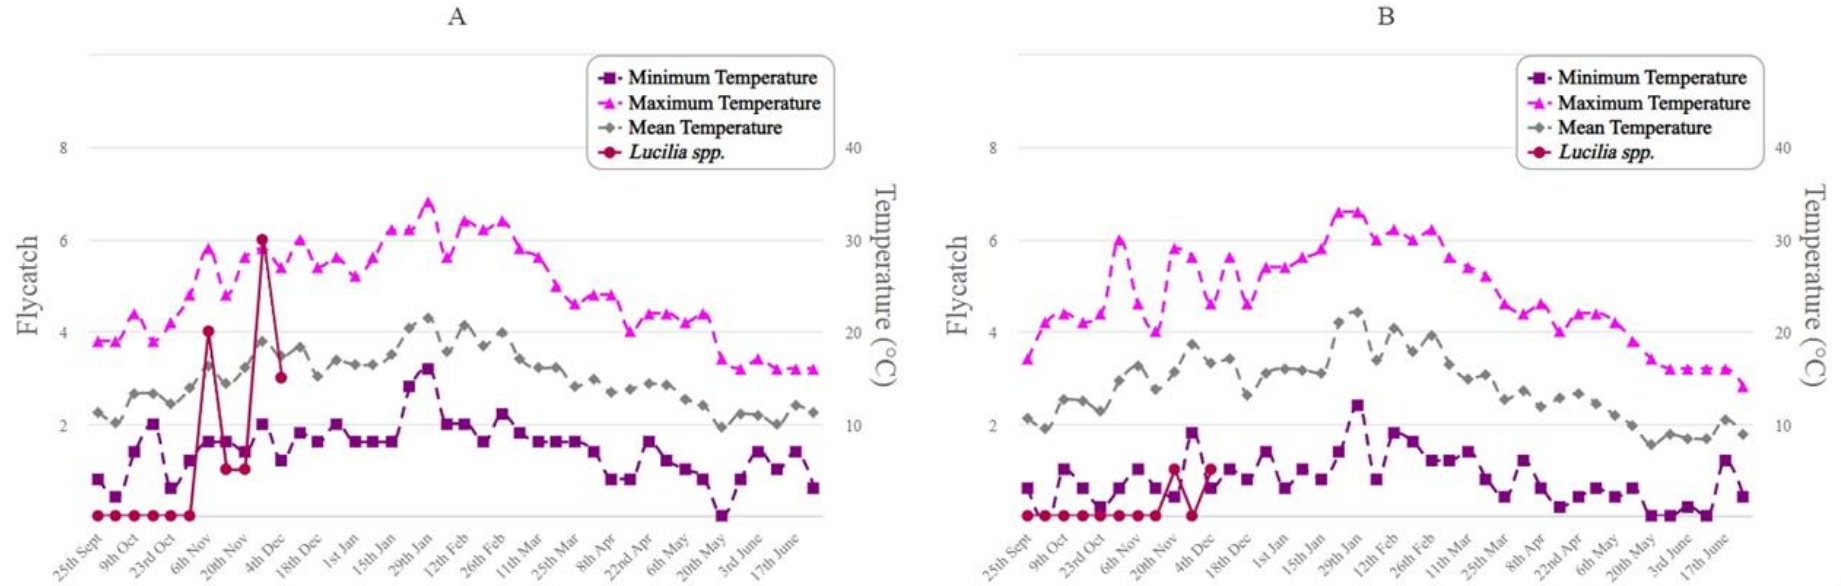 A
Minimum Temperature
Maximum Temperature
Mean Temperature
Lucilia spp.
8
6
4
2
40
30
20
10
Flycatch
Temperature (°C)
25th Sept
9th Oct
23rd Oct
6th Nov
20th Nov
4th Dec
18th Dec
1st Jan
15th Jan
29th Jan
12th Feb
26th Feb
11th Mar
25th Mar
8th Apr
22nd Apr
6th May
20th May
3rd June
17th June
B
Minimum Temperature
Maximum Temperature
Mean Temperature
Lucilia spp.
8
6
4
2
40
30
20
10
Flycatch
Temperature (°C)
25th Sept
9th Oct
23rd Oct
6th Nov
20th Nov
4th Dec
18th Dec
1st Jan
15th Jan
29th Jan
12th Feb
26th Feb
11th Mar
25th Mar
8th Apr
22nd Apr
6th May
20th May
3rd June
17th June